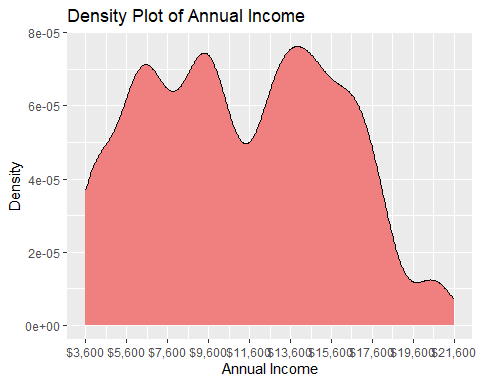 Density Plot of Annual Income
8e-05
6e-05
4e-05
2e-05
0e+00
Density
$3,600 $5,600 $7,600 $9,600 $11,600 $13,600 $15,600 $17,600 $19,600 $21,600
Annual Income